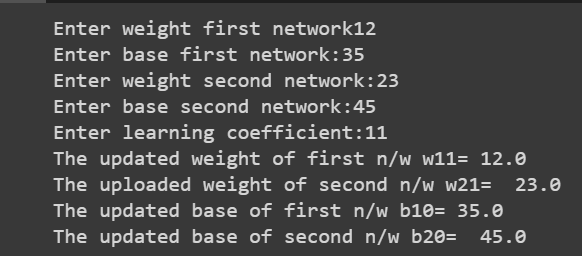 Enter weight first network12
Enter base first network:35
Enter weight second network:23
Enter base second network:45
Enter learning coefficient:11
The updated weight of first n/w w11= 12.0
The uploaded weight of second n/w w21=  23.0
The updated base of first n/w b10= 35.0
The updated base of second n/w b20=  45.0